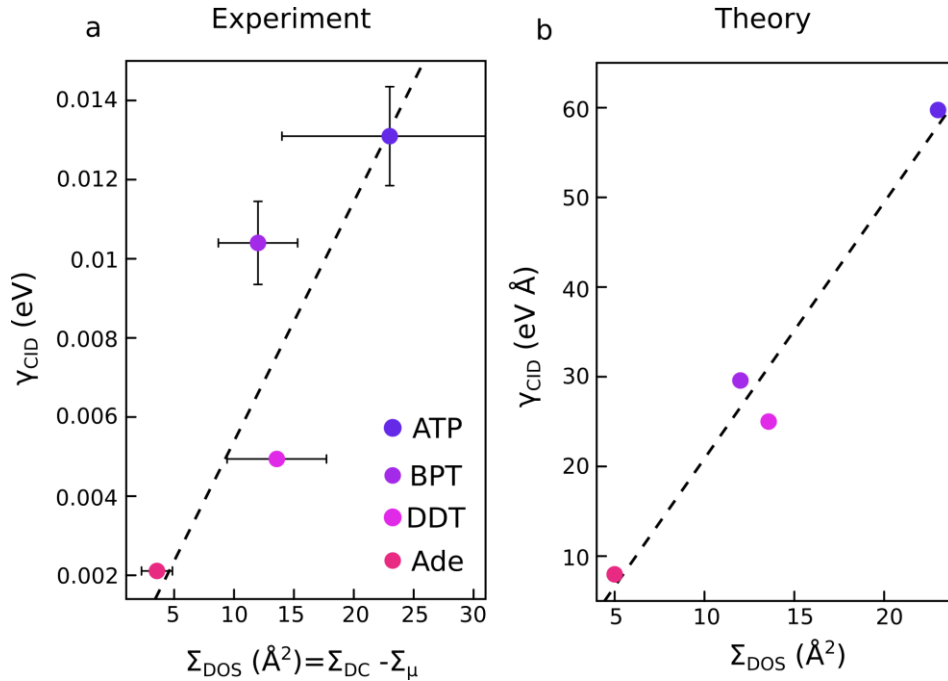 a
Experiment
b
Theory
γCID (eV)
0.014
0.012
0.01
0.008
0.006
0.004
0.002
5
10
15
20
25
30
ΣDOS (Å²)=ΣDC -Σμ
ATP
BPT
DDT
Ade
γCID (eV Å)
60
50
40
30
20
10
5
10
15
20
ΣDOS (Å²)